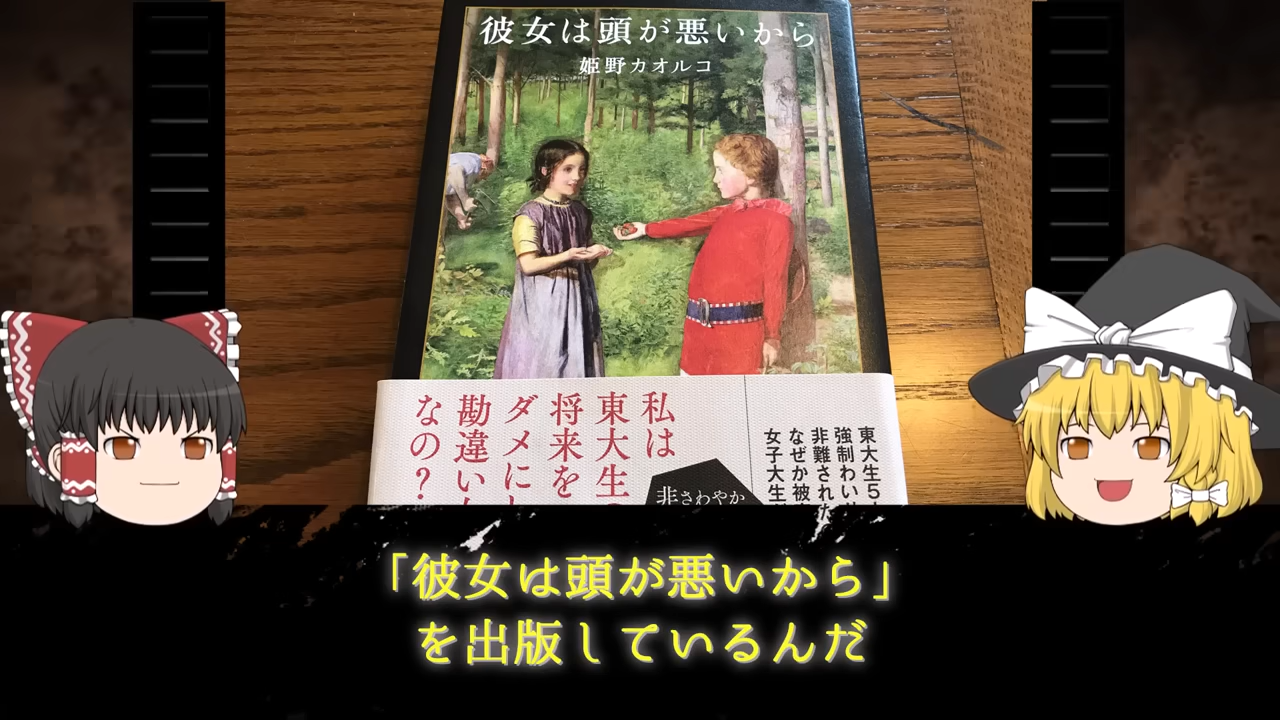 彼女は頭が悪いから
姫野カオルコ
私は
東大生
将来を
ダメにし
勘違い
なの?
非さわやか
東大生5
強制わい
非難された
なぜか被
女子大生
「彼女は頭が悪いから」
を出版しているんだ